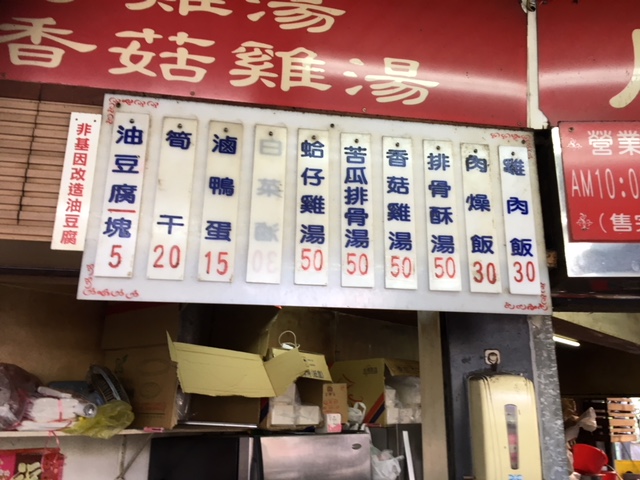 雞湯
香菇雞湯
雞肉飯 30
肉燥飯 30
排骨酥湯 50
香菇雞湯 50
苦瓜排骨湯 50
蛤仔雞湯 50
白菜滷 30
滷鴨蛋 15
筍干 20
油豆腐一塊 5
非基因改造油豆腐
營業
AM10:0
(售